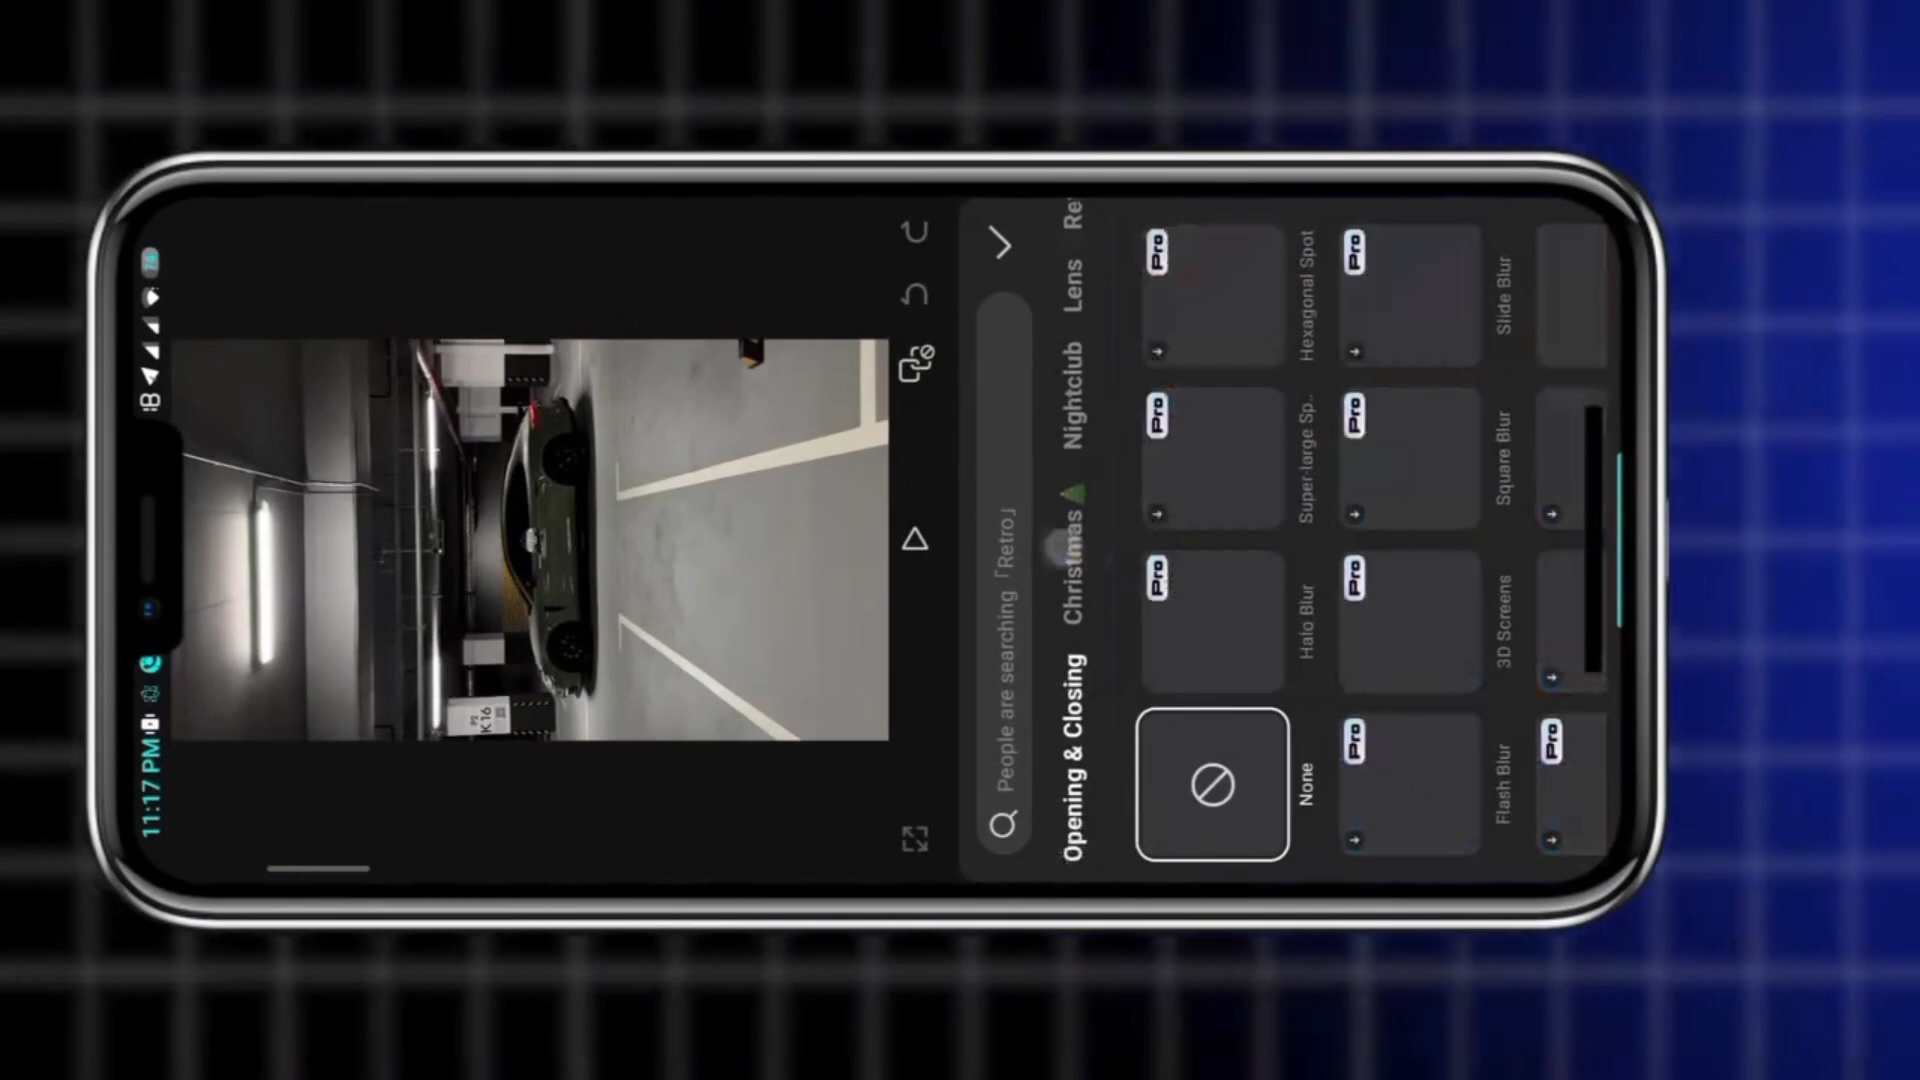 11:17 PM
74
P2
K16
People are searching「Retro」
Opening & Closing Christmas Nightclub Lens Re
Pro Pro Pro
None Halo Blur Super-large Sp.. Hexagonal Spot
Pro Pro Pro Pro
Flash Blur 3D Screens Square Blur Slide Blur
Pro